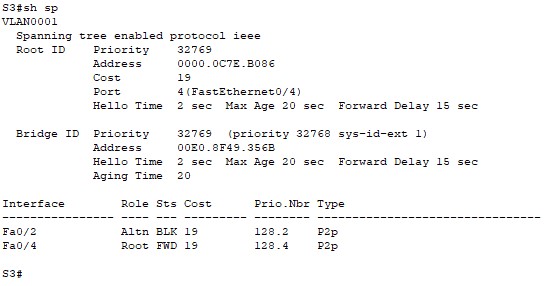 S3#sh sp
VLAN0001
  Spanning tree enabled protocol ieee
  Root ID    Priority    32769
             Address     0000.0C7E.B086
             Cost        19
             Port        4(FastEthernet0/4)
             Hello Time  2 sec  Max Age 20 sec  Forward Delay 15 sec
  Bridge ID  Priority    32769  (priority 32768 sys-id-ext 1)
             Address     00E0.8F49.356B
             Hello Time  2 sec  Max Age 20 sec  Forward Delay 15 sec
             Aging Time  20
Interface        Role Sts Cost      Prio.Nbr Type
---------------- ---- --- --------- -------- --------------------------------
Fa0/2            Altn BLK 19        128.2    P2p
Fa0/4            Root FWD 19        128.4    P2p
S3#